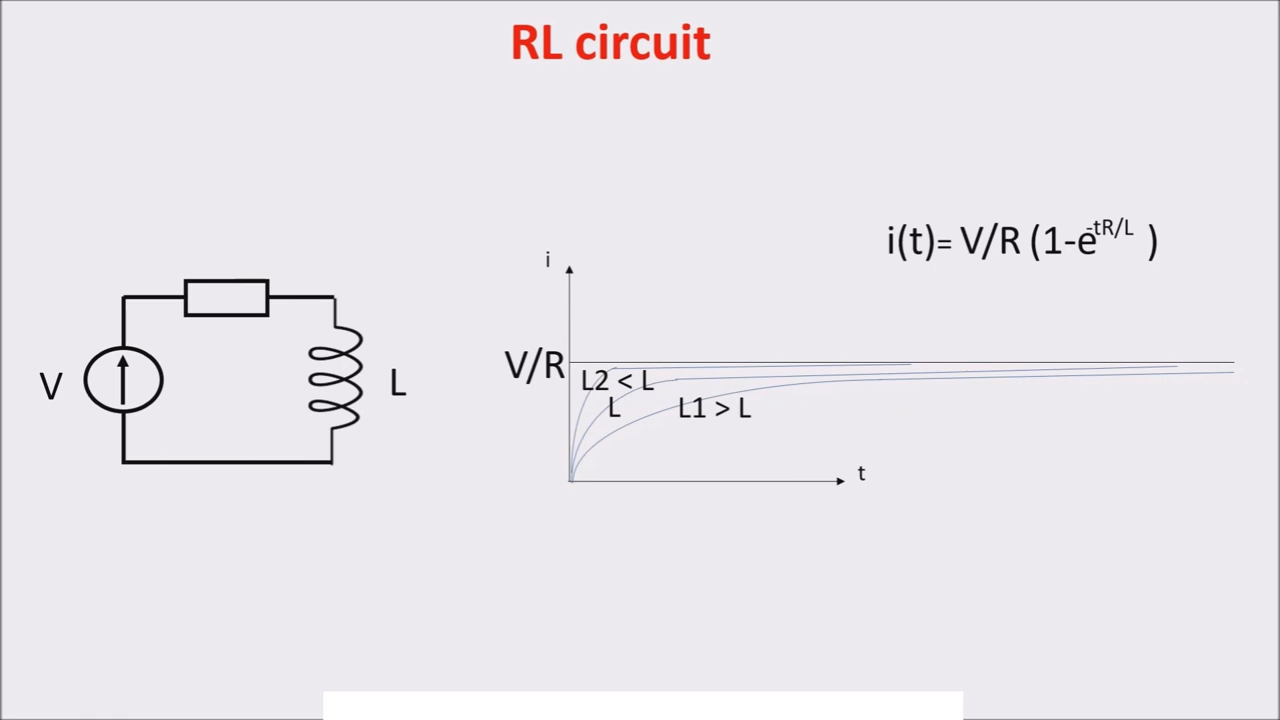 RL circuit
i(t)= V/R (1-e-tR/L )
i
V/R
L2 < L
V
L
L
L1 > L
t